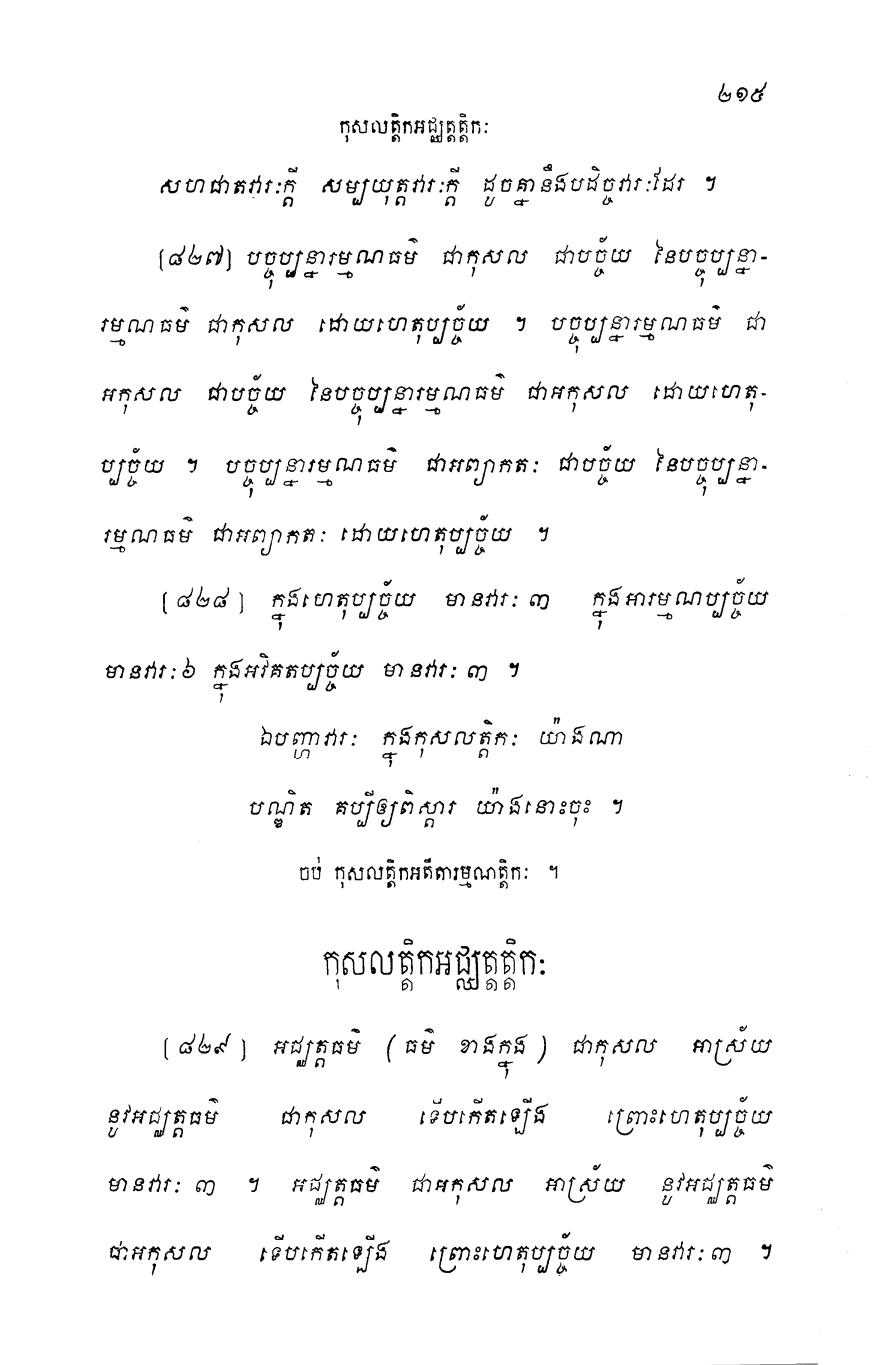 ២១៥
កុសលត្តិកអជ្ឈត្តត្តិកៈ
សហជាតវារៈក្តី សម្បយុត្តវារៈក្តី ដូចគ្នានឹងបដិច្ចវារៈដែរ ។
[៨២៧] បច្ចុប្បន្នារម្មណធម៌ ជាកុសល ជាបច្ច័យ នៃបច្ចុប្បន្នា-
រម្មណធម៌ ជាកុសល ដោយហេតុប្បច្ច័យ ។ បច្ចុប្បន្នារម្មណធម៌ ជា
អកុសល ជាបច្ច័យ នៃបច្ចុប្បន្នារម្មណធម៌ ជាអកុសល ដោយហេតុ-
ប្បច្ច័យ ។ បច្ចុប្បន្នារម្មណធម៌ ជាអព្យាកតៈ ជាបច្ច័យ នៃបច្ចុប្បន្នា-
រម្មណធម៌ ជាអព្យាកតៈ ដោយហេតុប្បច្ច័យ ។
[៨២៨] ក្នុងហេតុប្បច្ច័យ មានវារៈ ៣ ក្នុងអារម្មណប្បច្ច័យ
មានវារៈ ៦ ក្នុងអវិគតប្បច្ច័យ មានវារៈ ៣ ។
ឯបញ្ហាវារៈ ក្នុងកុសលត្តិកៈ យ៉ាងណា
បណ្ឌិត គប្បីឲ្យពិស្តារ យ៉ាងនោះចុះ ។
ចប់ កុសលត្តិកអតីតារម្មណត្តិកៈ ។
កុសលត្តិកអជ្ឈត្តត្តិកៈ
[៨២៩] អជ្ឈត្តធម៌ (ធម៌ ខាងក្នុង) ជាកុសល អាស្រ័យ
នូវអជ្ឈត្តធម៌ ជាកុសល ទើបកើតឡើង ព្រោះហេតុប្បច្ច័យ
មានវារៈ ៣ ។ អជ្ឈត្តធម៌ ជាអកុសល អាស្រ័យ នូវអជ្ឈត្តធម៌
ជាអកុសល ទើបកើតឡើង ព្រោះហេតុប្បច្ច័យ មានវារៈ ៣ ។